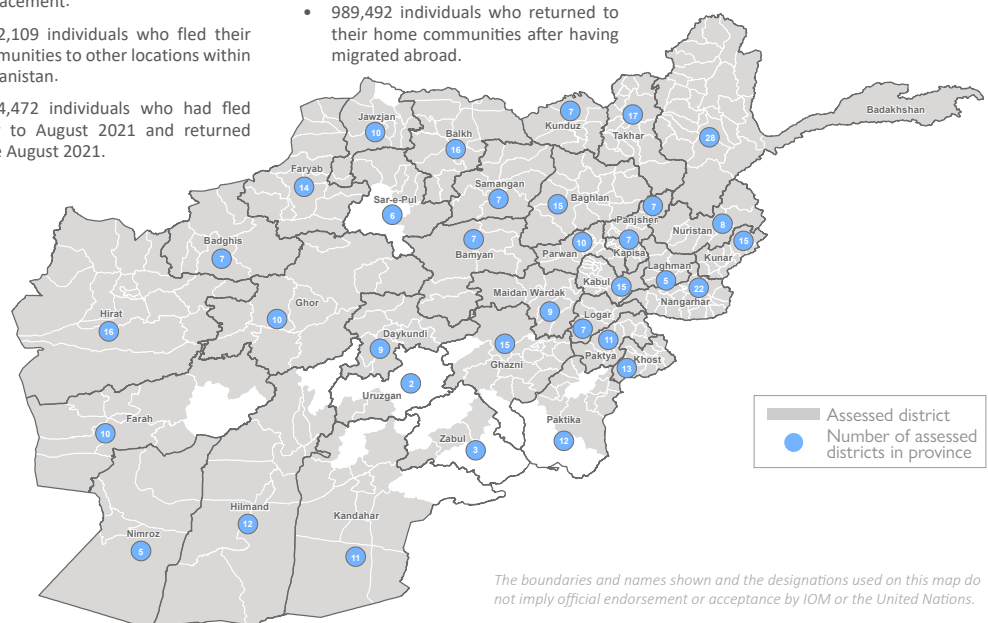 lacement.
2,109 individuals who fled their
munities to other locations within
anistan.
4,472 individuals who had fled
to August 2021 and returned
e August 2021.
• 989,492 individuals who returned to
their home communities after having
migrated abroad.
Badakhshan
28
Jawzjan
10
Balkh
16
Kunduz
7
Takhar
17
Faryab
14
Sar-e-Pul
6
Samangan
7
Baghlan
15
Panjsher
7
Nuristan
8
Badghis
7
Bamyan
7
Parwan
10
Kapisa
7
Kunar
15
Laghman
5
Kabul
15
Nangarhar
22
Maidan Wardak
9
Logar
7
Hirat
16
Ghor
10
Daykundi
9
Ghazni
15
Paktya
11
Khost
13
Uruzgan
2
Farah
10
Zabul
3
Paktika
12
Nimroz
5
Hilmand
12
Kandahar
11
Assessed district
Number of assessed
districts in province
The boundaries and names shown and the designations used on this map do
not imply official endorsement or acceptance by IOM or the United Nations.